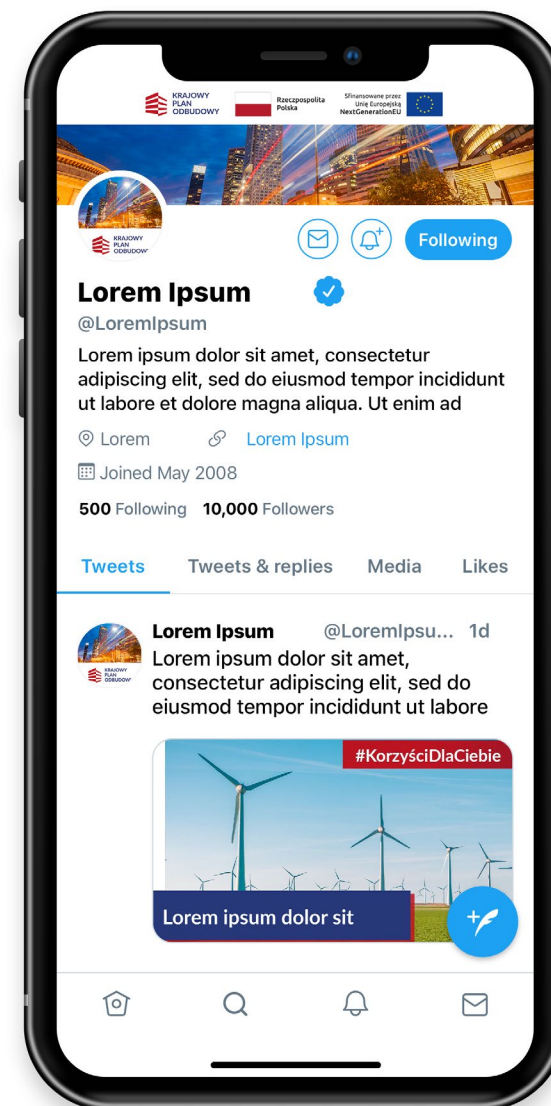 KRAJOWY
PLAN
ODBUDOWY
Rzeczpospolita
Polska
Sfinansowane przez
Unię Europejską
NextGenerationEU
KRAJOWY
PLAN
ODBUDOWY
Following
Lorem Ipsum
@LoremIpsum
Lorem ipsum dolor sit amet, consectetur
adipiscing elit, sed do eiusmod tempor incididunt
ut labore et dolore magna aliqua. Ut enim ad
Lorem Lorem Ipsum
Joined May 2008
500 Following 10,000 Followers
Tweets Tweets & replies Media Likes
Lorem Ipsum @LoremIpsu... 1d
Lorem ipsum dolor sit amet,
consectetur adipiscing elit, sed do
eiusmod tempor incididunt ut labore
KRAJOWY
PLAN
ODBUDOWY
#KorzyściDlaCiebie
Lorem ipsum dolor sit